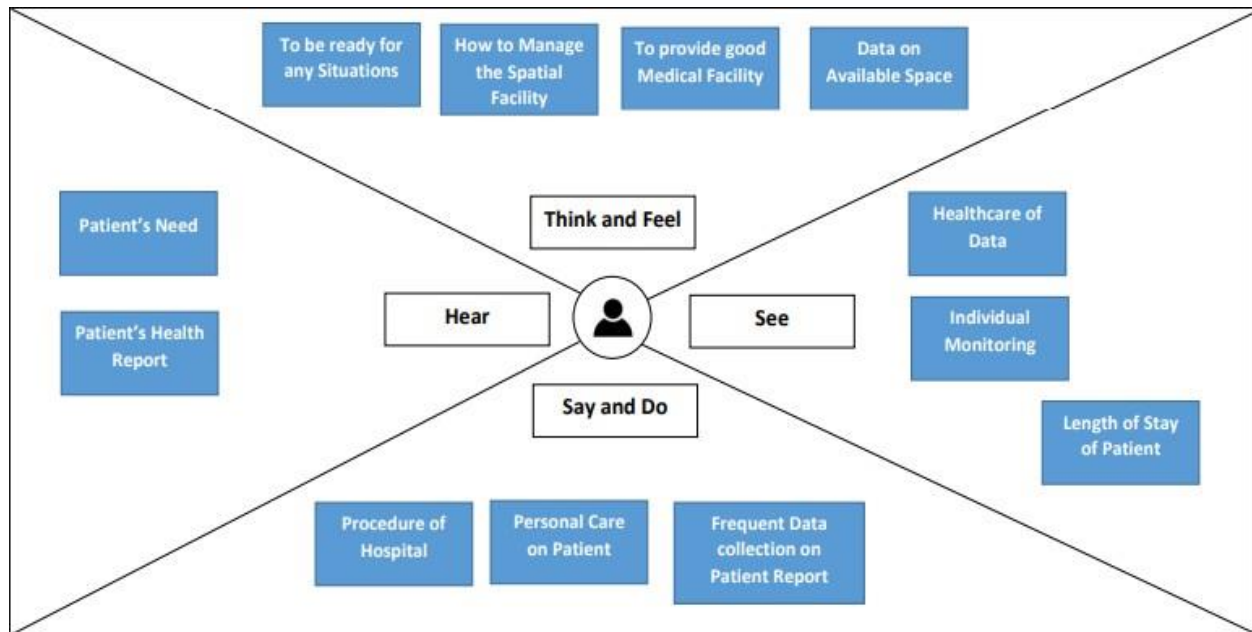 To be ready for
any Situations
How to Manage
the Spatial
Facility
To provide good
Medical Facility
Data on
Available Space
Think and Feel
Patient’s Need
Patient’s Health
Report
Hear
See
Healthcare of
Data
Individual
Monitoring
Length of Stay
of Patient
Say and Do
Procedure of
Hospital
Personal Care
on Patient
Frequent Data
collection on
Patient Report